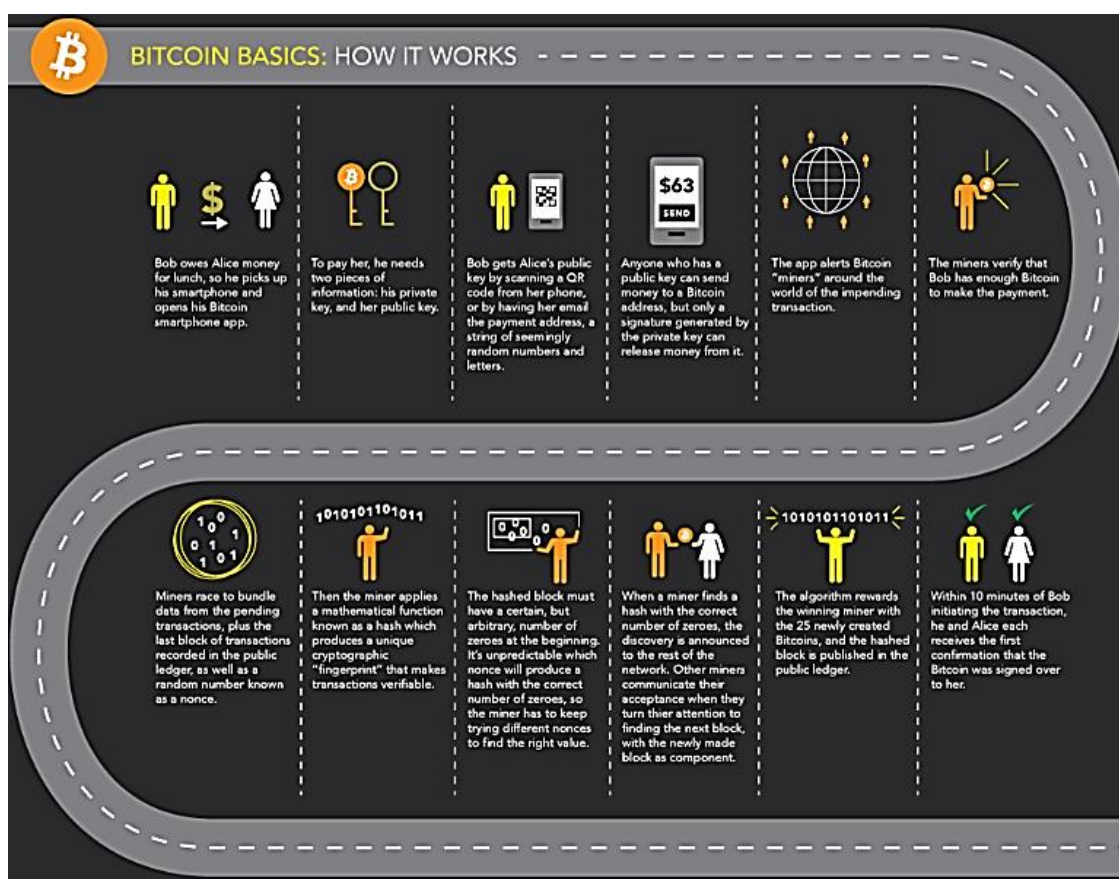 BITCOIN BASICS: HOW IT WORKS
$
Bob owes Alice money
for lunch, so he picks up
his smartphone and
opens his Bitcoin
smartphone app.
To pay her, he needs
two pieces of
information: his private
key, and her public key.
Bob gets Alice's public
key by scanning a QR
code from her phone,
or by having her email
the payment address, a
string of seemingly
random numbers and
letters.
$63
SEND
Anyone who has a
public key can send
money to a Bitcoin
address, but only a
signature generated by
the private key can
release money from it.
The app alerts Bitcoin
"miners" around the
world of the impending
transaction.
The miners verify that
Bob has enough Bitcoin
to make the payment.
1 0
0 1
0 1
1 0 1
Miners race to bundle
data from the pending
transactions, plus the
last block of transactions
recorded in the public
ledger, as well as a
random number known
as a nonce.
1010101101011
Then the miner applies
a mathematical function
known as a hash which
produces a unique
cryptographic
"fingerprint" that makes
transactions verifiable.
0 0 0 0 0
The hashed block must
have a certain, but
arbitrary, number of
zeroes at the beginning.
It's unpredictable which
nonce will produce a
hash with the correct
number of zeroes, so
the miner has to keep
trying different nonces
to find the right value.
When a miner finds a
hash with the correct
number of zeroes, the
discovery is announced
to the rest of the
network. Other miners
communicate their
acceptance when they
turn thier attention to
finding the next block,
with the newly made
block as component.
1010101101011
The algorithm rewards
the winning miner with
the 25 newly created
Bitcoins, and the hashed
block is published in the
public ledger.
Within 10 minutes of Bob
initiating the transaction,
he and Alice each
receives the first
confirmation that the
Bitcoin was signed over
to her.